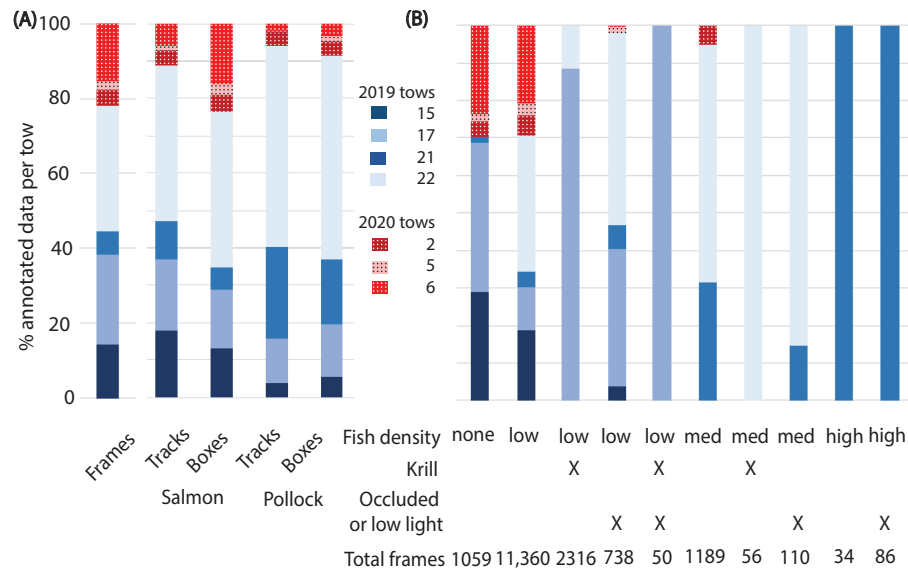 (A)
% annotated data per tow
100
80
60
40
20
0
Frames
Tracks
Boxes
Tracks
Boxes
Salmon
Pollock
2019 tows
15
17
21
22
2020 tows
2
5
6
(B)
Fish density none low low low low med med med high high
Krill X X X
Occluded
or low light X X X X
Total frames 1059 11,360 2316 738 50 1189 56 110 34 86